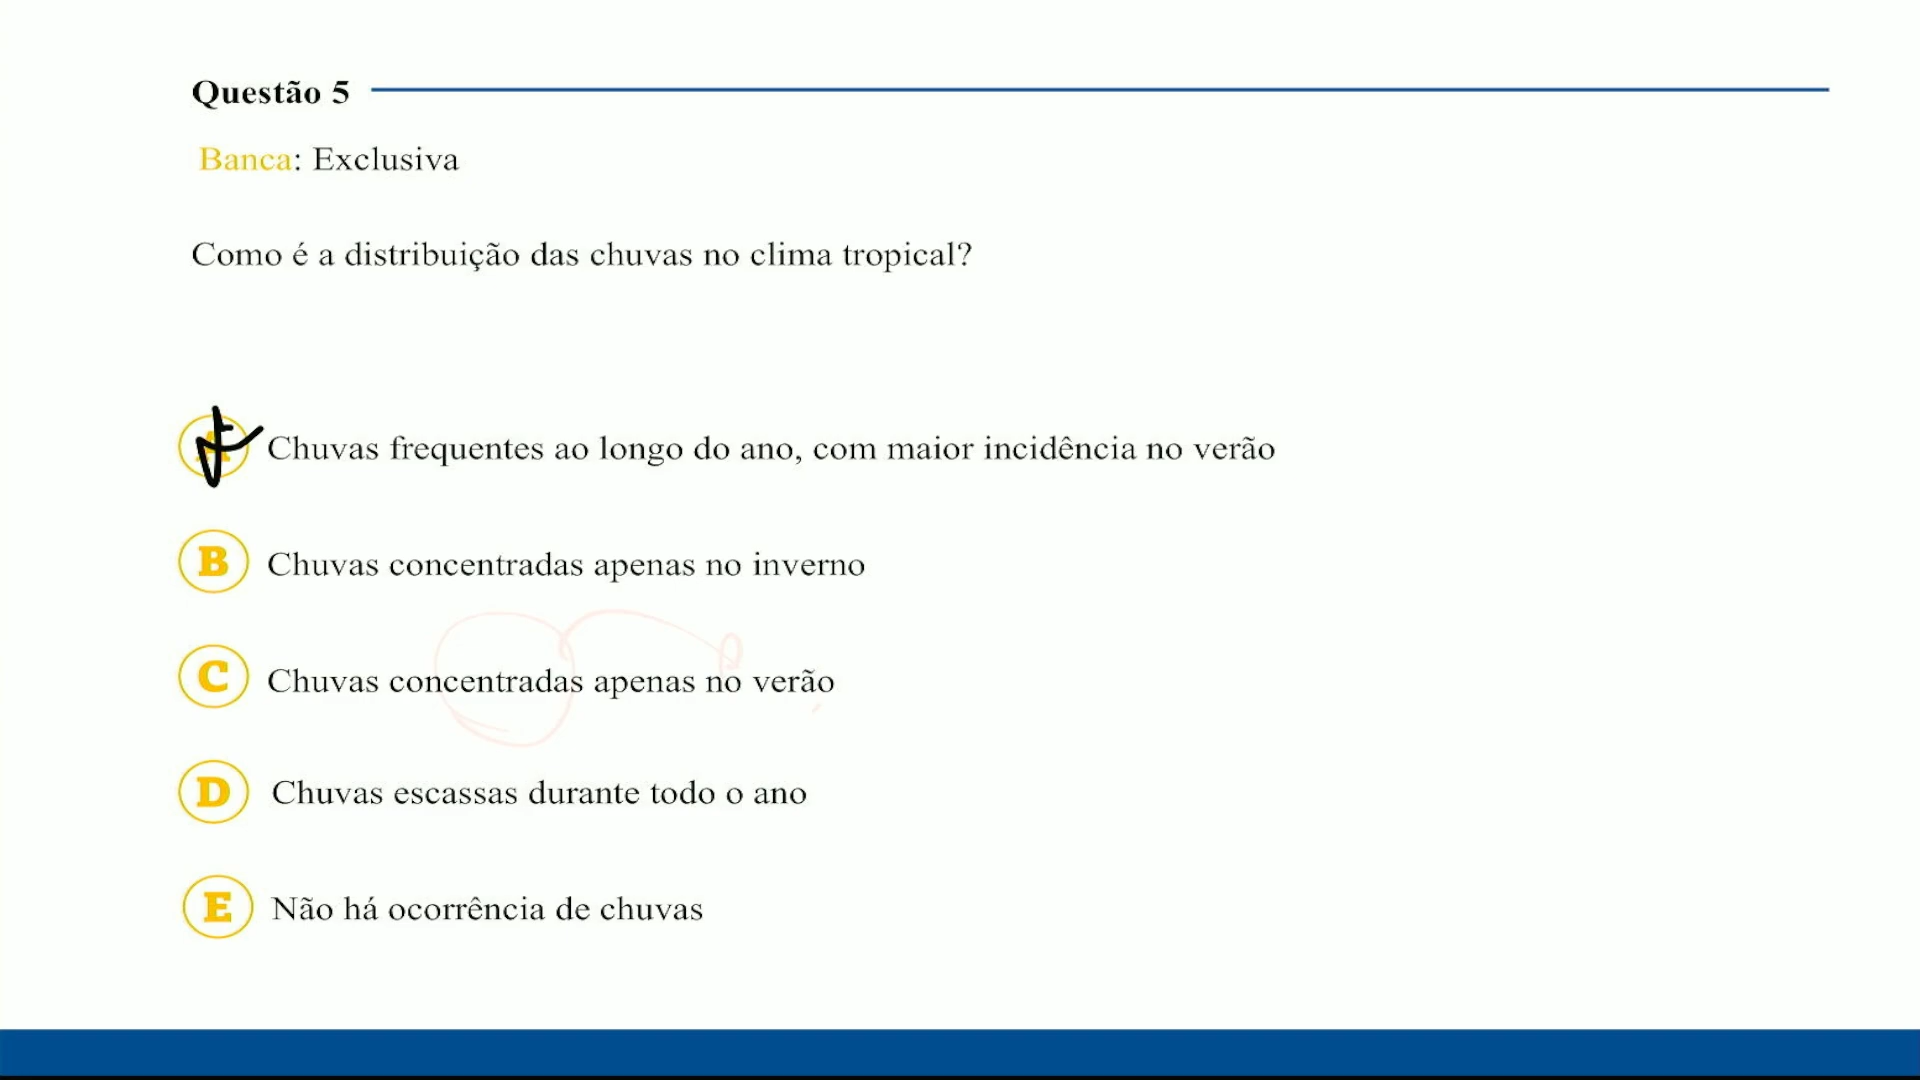 Questão 5
Banca: Exclusiva
Como é a distribuição das chuvas no clima tropical?
A Chuvas frequentes ao longo do ano, com maior incidência no verão
B Chuvas concentradas apenas no inverno
C Chuvas concentradas apenas no verão
D Chuvas escassas durante todo o ano
E Não há ocorrência de chuvas